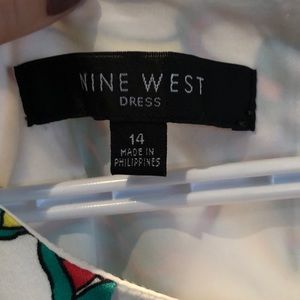 NINE WEST
DRESS
14
MADE IN
PHILIPPINES